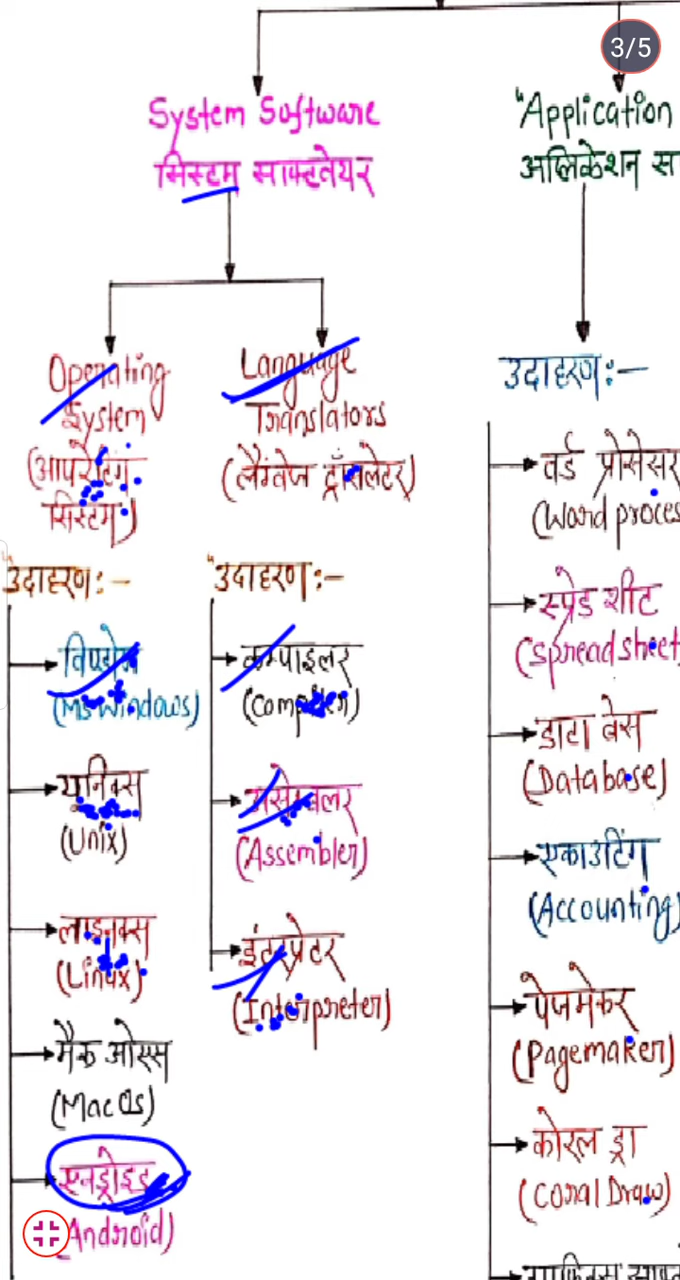 3/5
System Software
सिस्टम साफ्टवेयर
"Application
अप्लिकेशन सा
Operating
System
(आपरेटिंग
सिस्टम)
Language
Translators
(लैंग्वेज ट्राँसलेटर)
उदाहरण:-
वर्ड प्रोसेसर
(Word proces
स्प्रेड शीट
(Spread sheet
डाटा बेस
(Database)
एकाउटिंग
(Accounting)
पेजमेकर
(Pagemaker)
कोरल ड्रा
(Coral Draw)
"उदाहरण:-
(Ms Windows)
यूनिक्स
(Unix)
लाइनक्स
(Linux)
मैक ओएस
(Mac Os)
एनड्रोइड
(Android)
"उदाहरण:-
कम्पाइलर
असेम्बलर
(Assembler)
इंटरप्रेटर
(Interpreter)